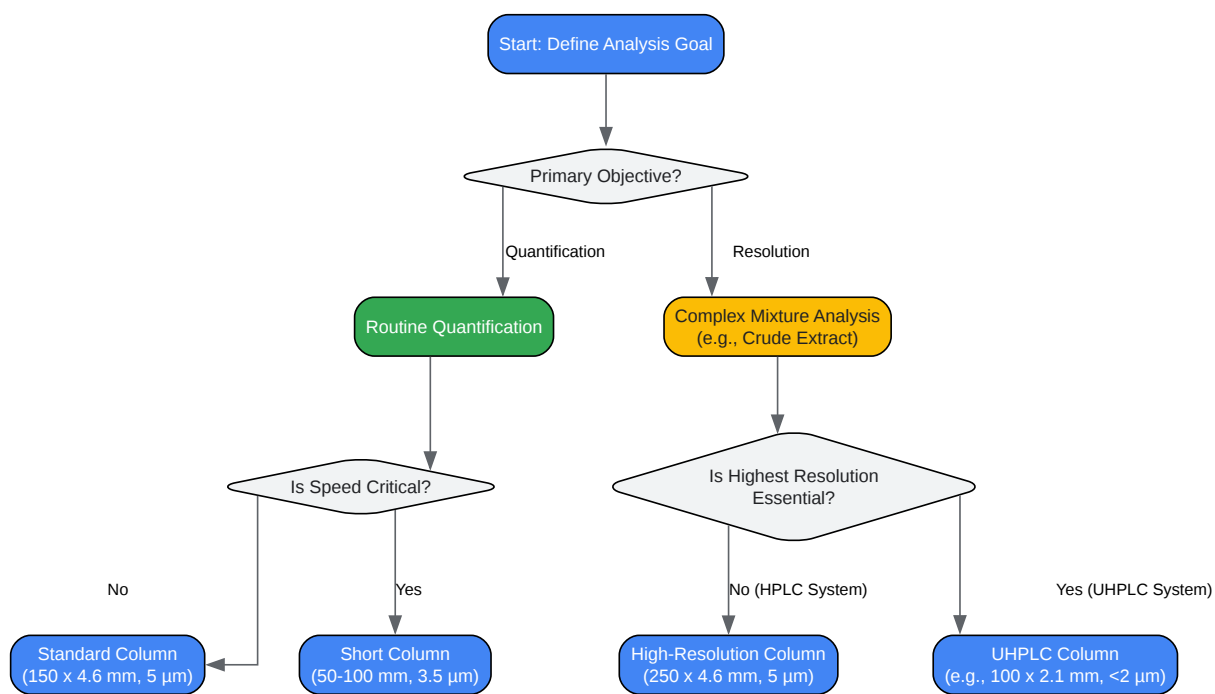 Start: Define Analysis Goal
Primary Objective?
Quantification
Resolution
Routine Quantification
Complex Mixture Analysis
(e.g., Crude Extract)
Is Speed Critical?
Is Highest Resolution
Essential?
No
Yes
No (HPLC System)
Yes (UHPLC System)
Standard Column
(150 x 4.6 mm, 5 µm)
Short Column
(50-100 mm, 3.5 µm)
High-Resolution Column
(250 x 4.6 mm, 5 µm)
UHPLC Column
(e.g., 100 x 2.1 mm, <2 µm)